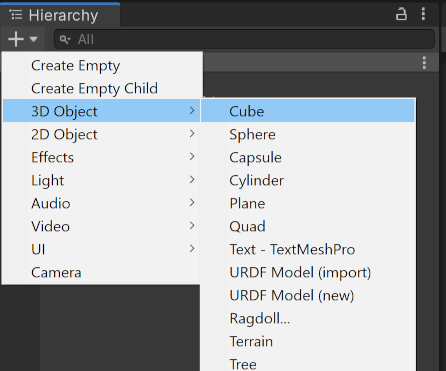 Hierarchy
All
Create Empty
Create Empty Child
3D Object
2D Object
Effects
Light
Audio
Video
UI
Camera
Cube
Sphere
Capsule
Cylinder
Plane
Quad
Text - TextMeshPro
URDF Model (import)
URDF Model (new)
Ragdoll...
Terrain
Tree